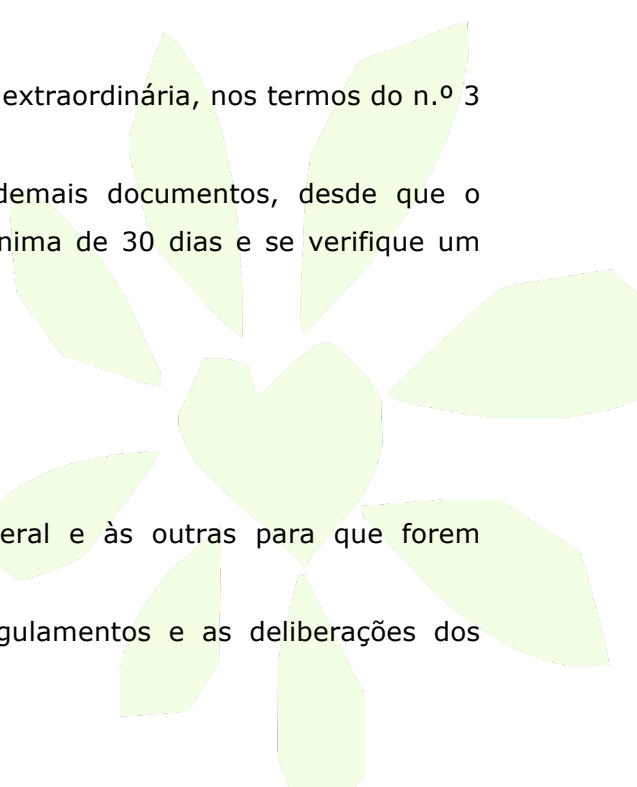 extraordinária, nos termos do n.º 3
demais documentos, desde que o
nima de 30 dias e se verifique um
eral e às outras para que forem
gulamentos e as deliberações dos